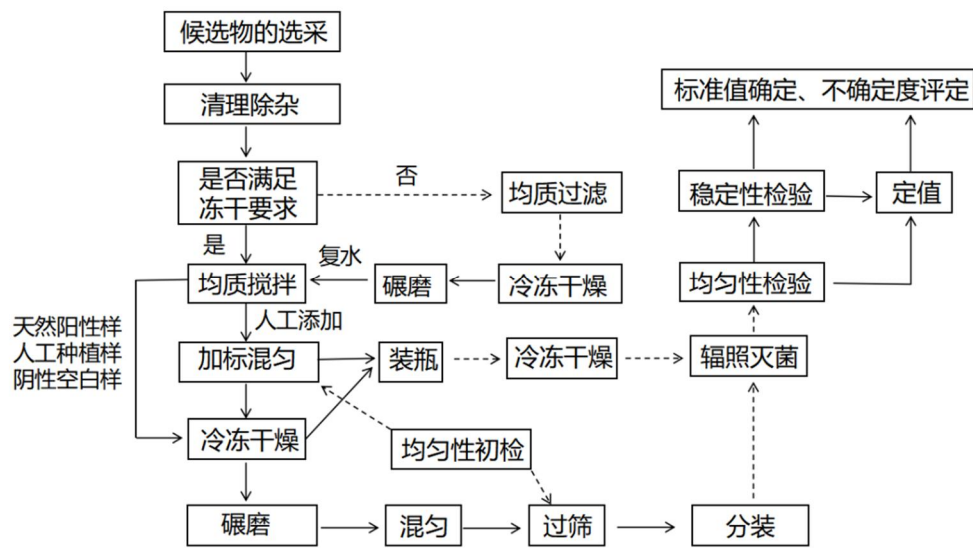 候选物的选采
清理除杂
标准值确定、不确定度评定
是否满足
冻干要求
否
均质过滤
稳定性检验
定值
是
复水
均质搅拌
碾磨
冷冻干燥
均匀性检验
天然阳性样
人工种植样
阴性空白样
人工添加
加标混匀
装瓶
冷冻干燥
辐照灭菌
冷冻干燥
均匀性初检
碾磨
混匀
过筛
分装